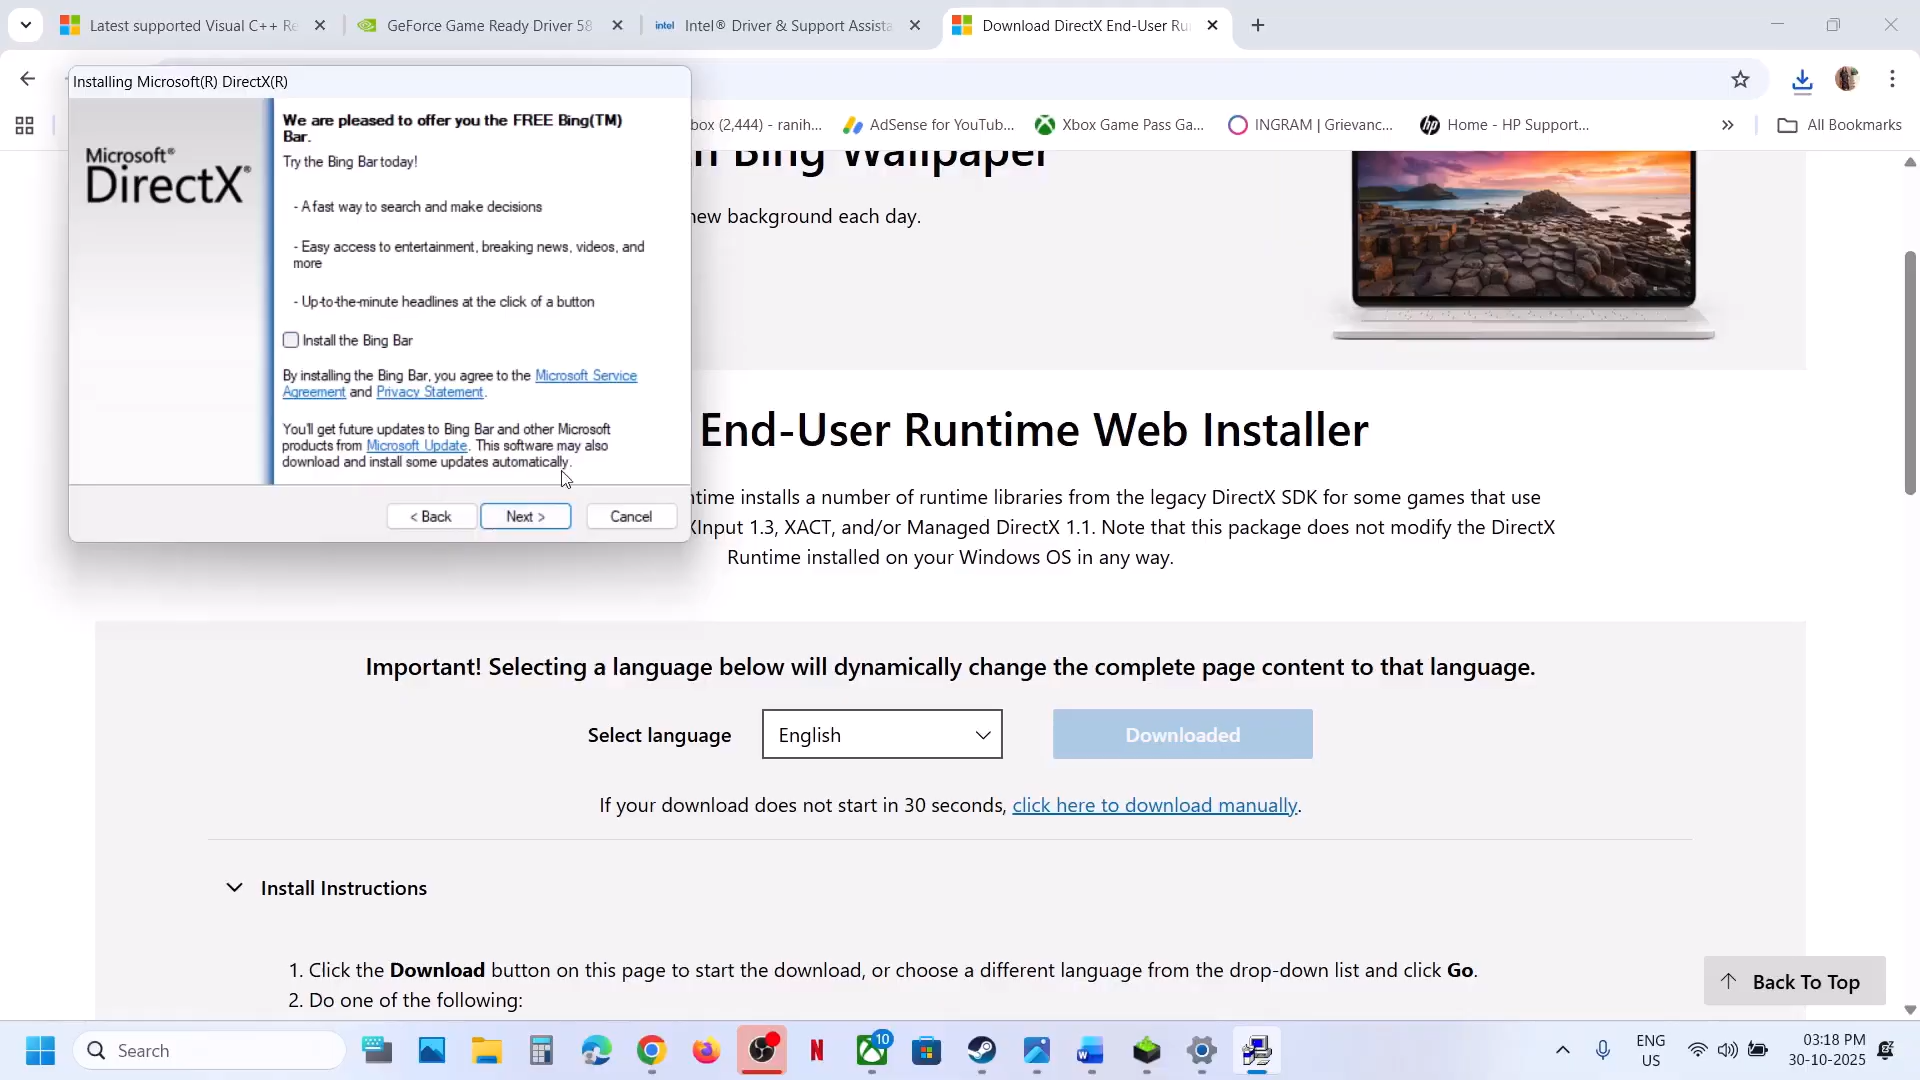 Latest supported Visual C++ Re
GeForce Game Ready Driver 58
intel Intel® Driver & Support Assista
Download DirectX End-User Ru
Installing Microsoft(R) DirectX(R)
box (2,444) - ranih...
AdSense for YouTub...
Xbox Game Pass Ga...
INGRAM | Grievanc...
Home - HP Support...
All Bookmarks
Microsoft®
DirectX®
We are pleased to offer you the FREE Bing(TM)
Bar.
Try the Bing Bar today!
- A fast way to search and make decisions
- Easy access to entertainment, breaking news, videos, and
more
- Up-to-the-minute headlines at the click of a button
Install the Bing Bar
By installing the Bing Bar, you agree to the Microsoft Service
Agreement and Privacy Statement.
You'll get future updates to Bing Bar and other Microsoft
products from Microsoft Update. This software may also
download and install some updates automatically.
< Back
Next >
Cancel
Bing Wallpaper
new background each day.
End-User Runtime Web Installer
ntime installs a number of runtime libraries from the legacy DirectX SDK for some games that use
XInput 1.3, XACT, and/or Managed DirectX 1.1. Note that this package does not modify the DirectX
Runtime installed on your Windows OS in any way.
Important! Selecting a language below will dynamically change the complete page content to that language.
Select language
English
Downloaded
If your download does not start in 30 seconds, click here to download manually.
Install Instructions
1. Click the Download button on this page to start the download, or choose a different language from the drop-down list and click Go.
2. Do one of the following:
Back To Top
Search
10
ENG
US
03:18 PM
30-10-2025